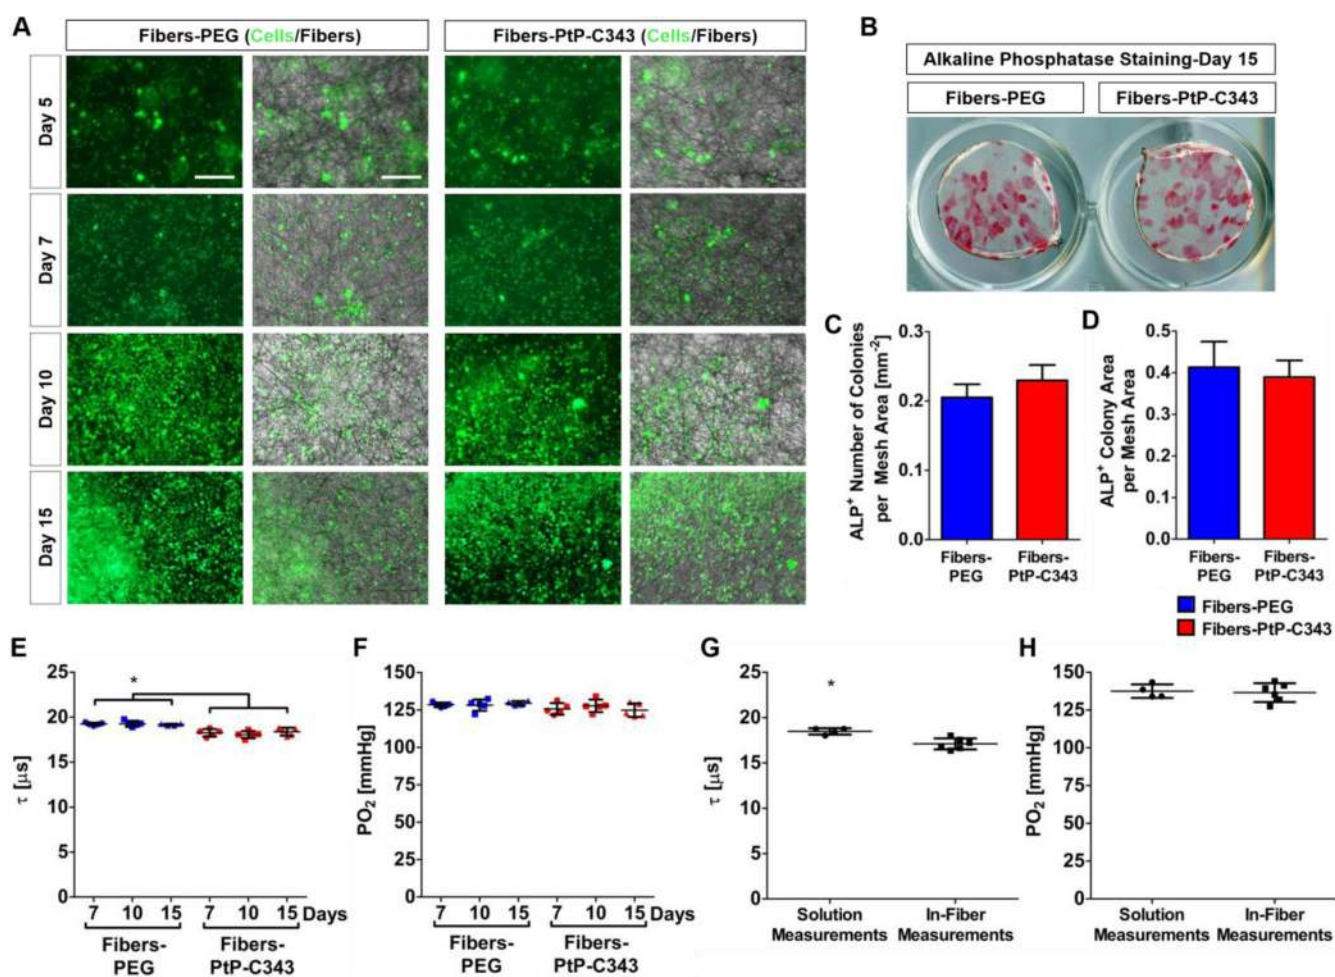 A
Fibers-PEG (Cells/Fibers)
Fibers-PtP-C343 (Cells/Fibers)
Day 5
Day 7
Day 10
Day 15
B
Alkaline Phosphatase Staining-Day 15
Fibers-PEG
Fibers-PtP-C343
C
ALP+ Number of Colonies
per Mesh Area [mm-2]
0.3
0.2
0.1
0.0
Fibers-
PEG
Fibers-
PtP-C343
D
ALP+ Colony Area
per Mesh Area
0.5
0.4
0.3
0.2
0.1
0.0
Fibers-
PEG
Fibers-
PtP-C343
Fibers-PEG
Fibers-PtP-C343
E
τ [μs]
25
20
15
10
5
0
*
7 10 15 7 10 15 Days
Fibers-
PEG
Fibers-
PtP-C343
F
PO2 [mmHg]
150
125
100
75
50
25
0
7 10 15 7 10 15 Days
Fibers-
PEG
Fibers-
PtP-C343
G
τ [μs]
25
20
15
10
5
0
*
Solution
Measurements
In-Fiber
Measurements
H
PO2 [mmHg]
150
125
100
75
50
25
0
Solution
Measurements
In-Fiber
Measurements